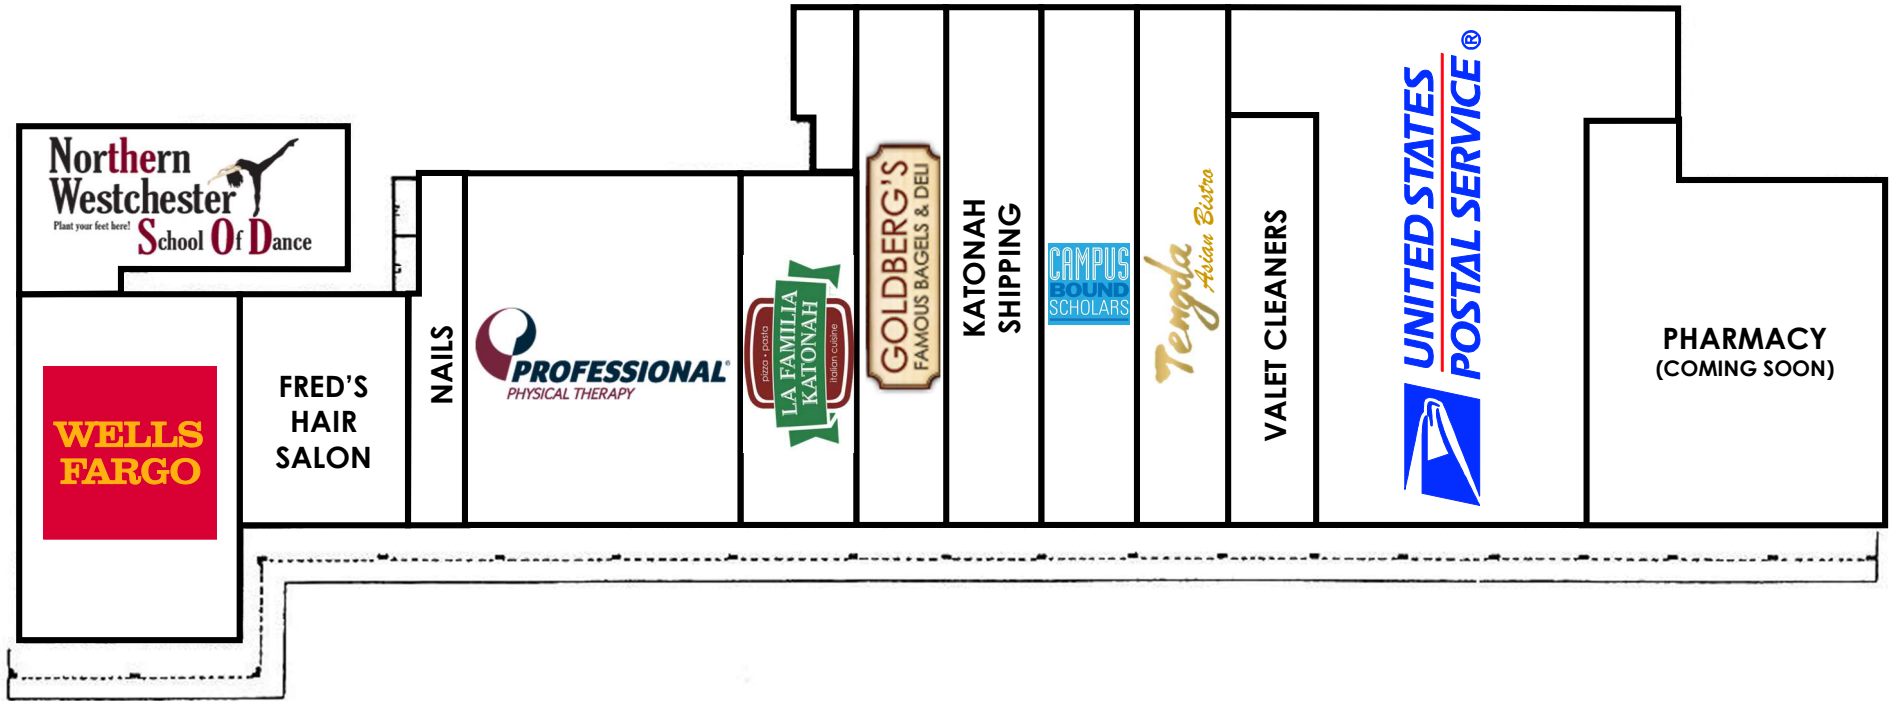 Northern
Westchester
Plant your feet here!
School Of Dance
WELLS
FARGO
FRED’S
HAIR
SALON
NAILS
PROFESSIONAL®
PHYSICAL THERAPY
pizza • pasta
LA FAMILIA
KATONAH
italian cuisine
GOLDBERG'S
FAMOUS BAGELS & DELI
KATONAH
SHIPPING
CAMPUS
BOUND
SCHOLARS
Tengda
Asian Bistro
VALET CLEANERS
UNITED STATES
POSTAL SERVICE®
PHARMACY
(COMING SOON)